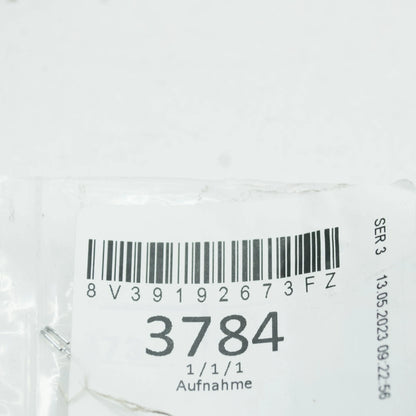 8V39192673FZ
3784
1/1/1
Aufnahme
SER 3 13.05.2023 09:22:56